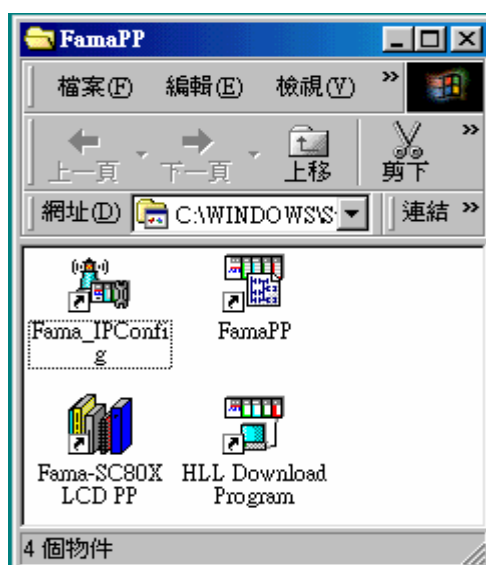 FamaPP
檔案(F) 編輯(E) 檢視(V) »
上一頁 下一頁 上移 剪下 »
網址(D) C:\WINDOWS\S 連結 »
Fama_IPConfi
g
FamaPP
Fama-SC80X
LCD PP
HLL Download
Program
4 個物件